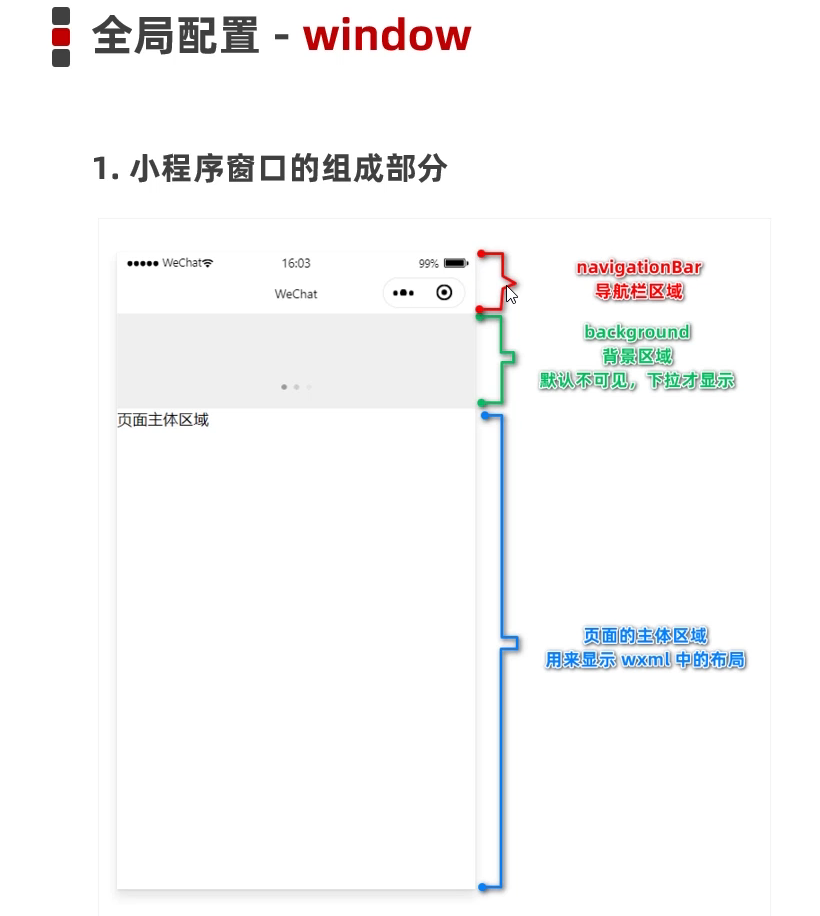 全局配置 - window
1. 小程序窗口的组成部分
WeChat 16:03 99%
WeChat
navigationBar
导航栏区域
background
背景区域
默认不可见，下拉才显示
页面主体区域
页面的主体区域
用来显示 wxml 中的布局